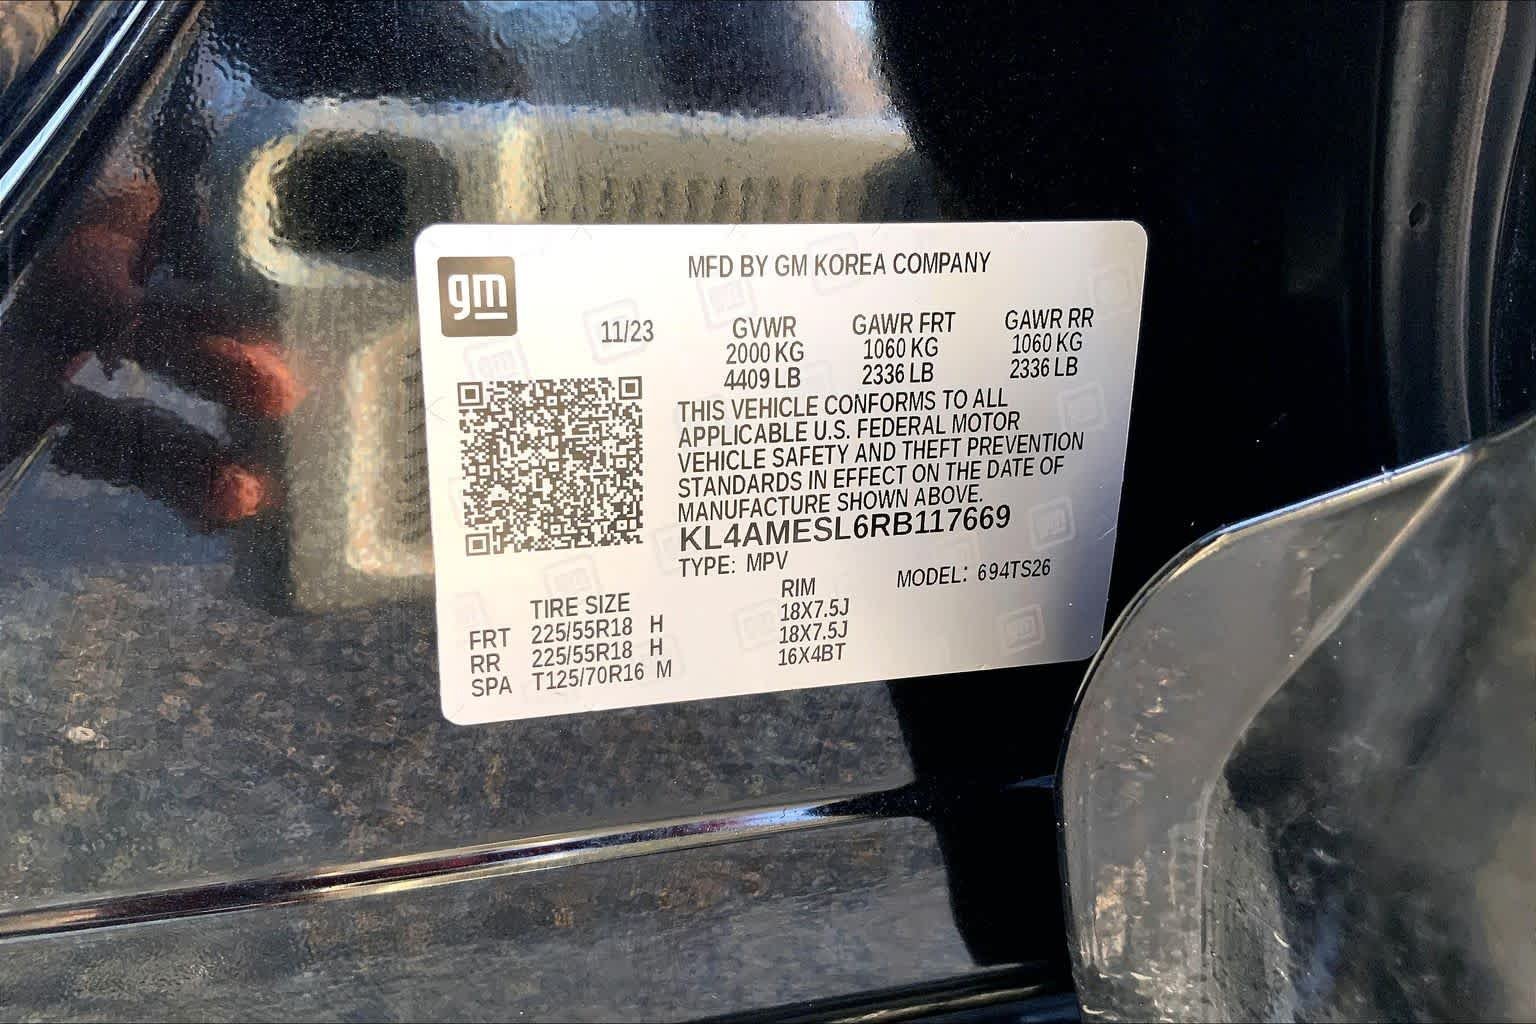 gm
MFD BY GM KOREA COMPANY
11/23
GVWR GAWR FRT GAWR RR
2000 KG 1060 KG 1060 KG
4409 LB 2336 LB 2336 LB
THIS VEHICLE CONFORMS TO ALL
APPLICABLE U.S. FEDERAL MOTOR
VEHICLE SAFETY AND THEFT PREVENTION
STANDARDS IN EFFECT ON THE DATE OF
MANUFACTURE SHOWN ABOVE.
KL4AMESL6RB117669
TYPE: MPV MODEL: 694TS26
TIRE SIZE RIM
FRT 225/55R18 H 18X7.5J
RR 225/55R18 H 18X7.5J
SPA T125/70R16 M 16X4BT